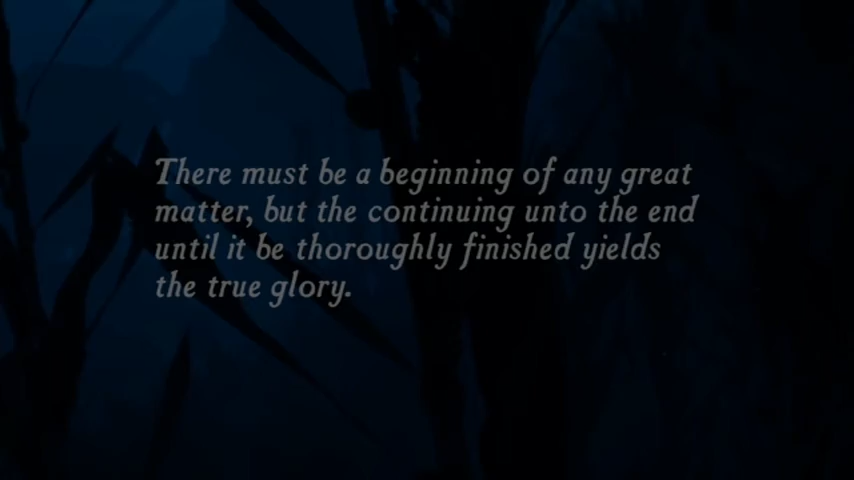 There must be a beginning of any great
matter, but the continuing unto the end
until it be thoroughly finished yields
the true glory.